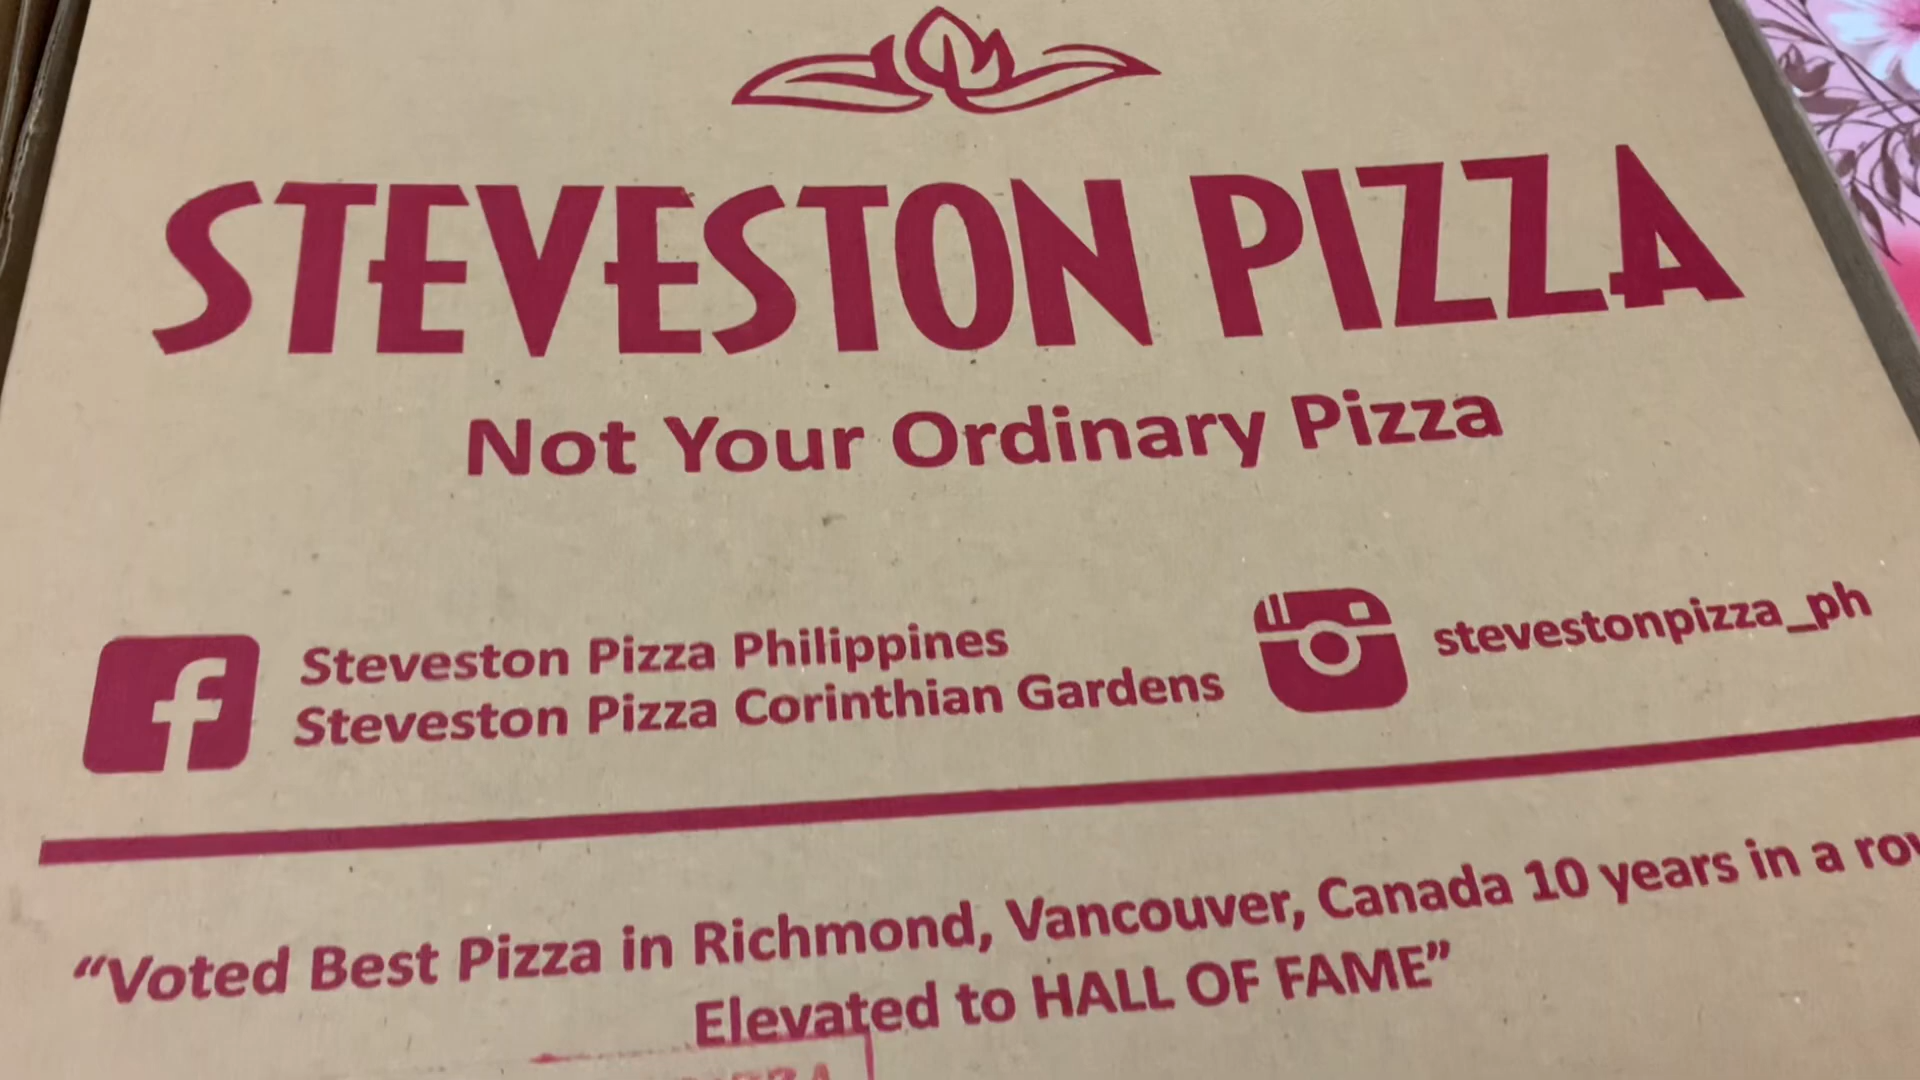 STEVESTON PIZZA
Not Your Ordinary Pizza
Steveston Pizza Philippines
Steveston Pizza Corinthian Gardens
stevestonpizza_ph
“Voted Best Pizza in Richmond, Vancouver, Canada 10 years in a row
Elevated to HALL OF FAME”